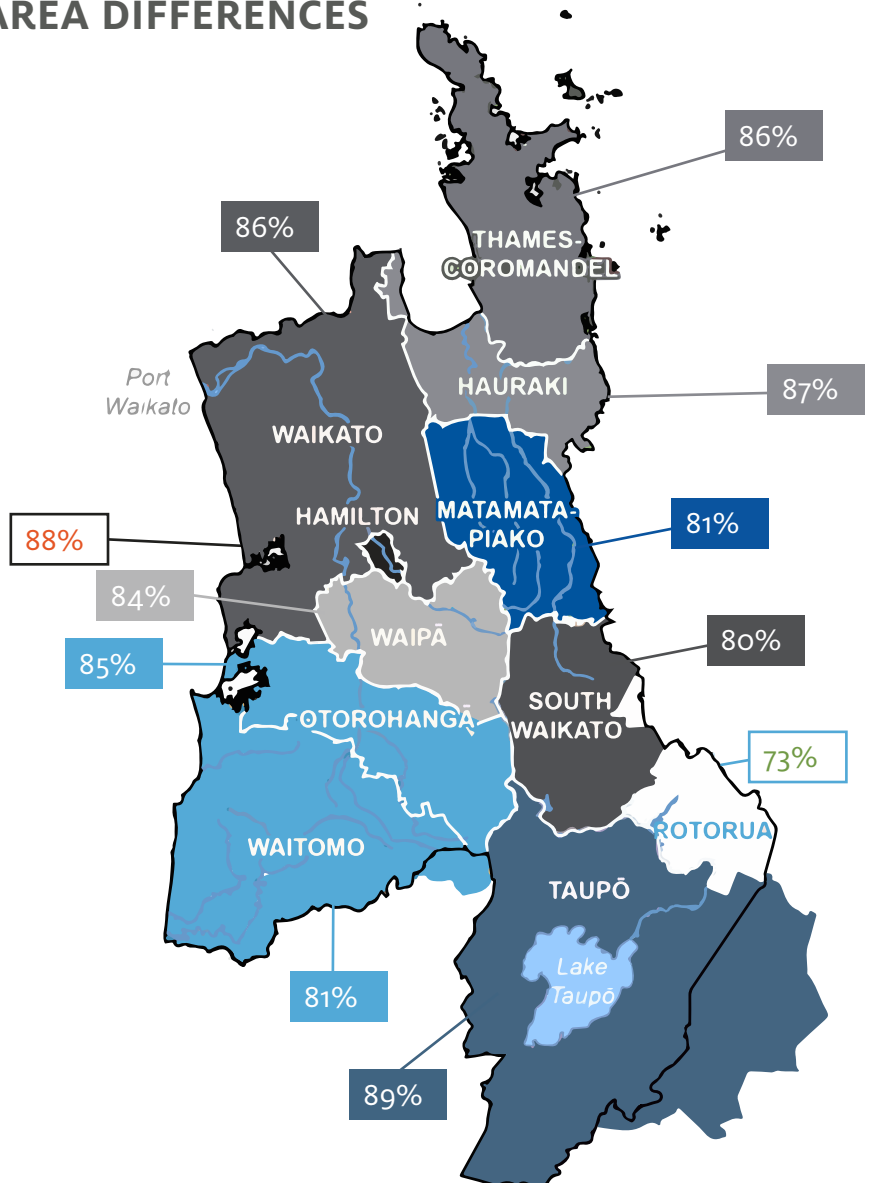 AREA DIFFERENCES
86%
86%
THAMES-
COROMANDEL
Port
Waikato
HAURAKI
87%
WAIKATO
HAMILTON
MATAMATA-
PIAKO
81%
88%
84%
WAIPĀ
80%
85%
SOUTH
WAIKATO
OTOROHANGĀ
73%
ROTORUA
WAITOMO
TAUPŌ
Lake
Taupō
81%
89%